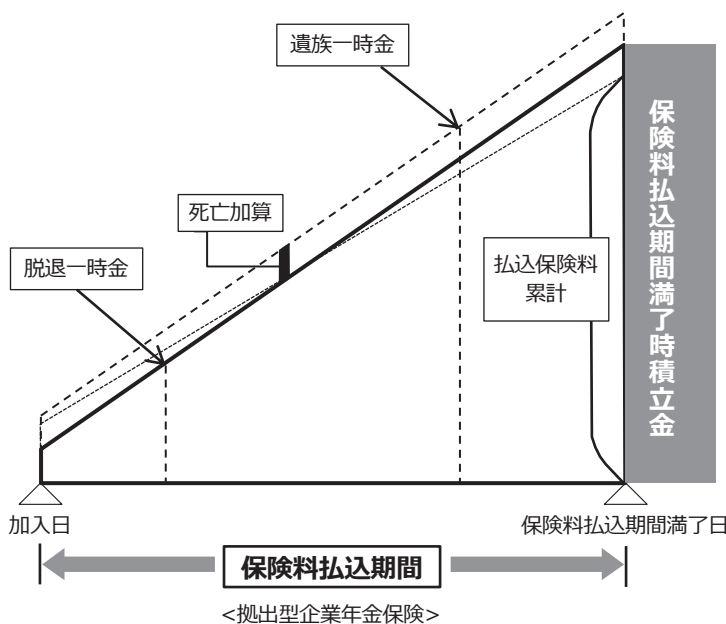 遺族一時金
死亡加算
脱退一時金
払込保険料
累計
保険料払込期間満了時積立金
加入日
保険料払込期間満了日
保険料払込期間
<拠出型企業年金保険>